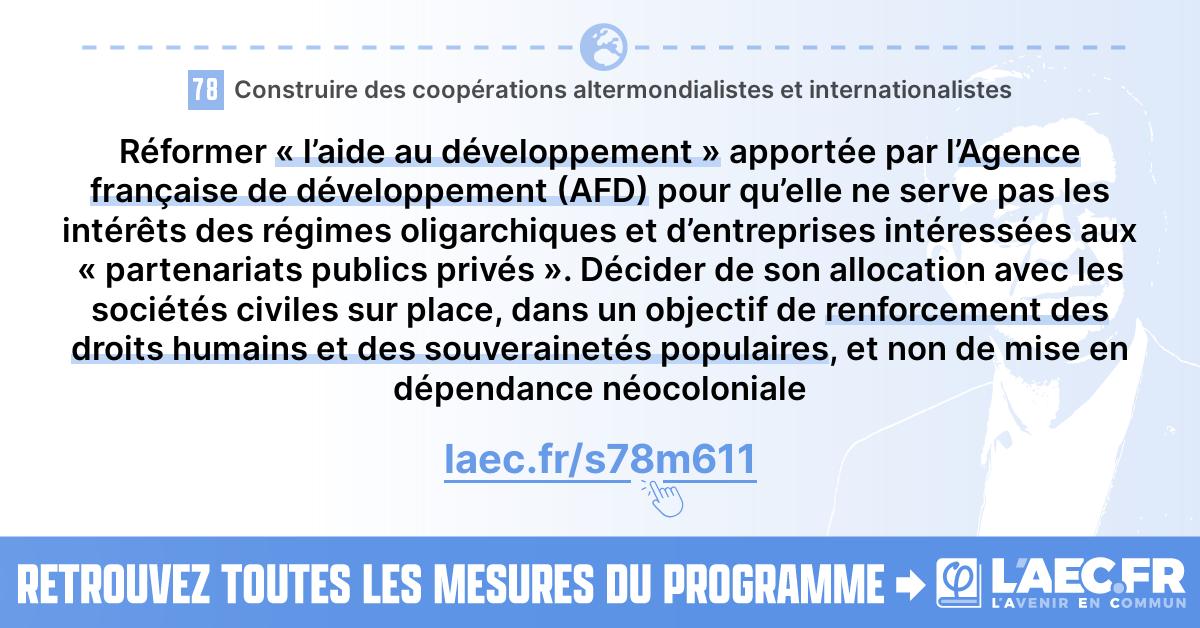 78 Construire des coopérations altermondialistes et internationalistes
Réformer « l’aide au développement » apportée par l’Agence
française de développement (AFD) pour qu’elle ne serve pas les
intérêts des régimes oligarchiques et d’entreprises intéressées aux
« partenariats publics privés ». Décider de son allocation avec les
sociétés civiles sur place, dans un objectif de renforcement des
droits humains et des souverainetés populaires, et non de mise en
dépendance néocoloniale
laec.fr/s78m611
RETROUVEZ TOUTES LES MESURES DU PROGRAMME
φ L'AEC.FR
L'AVENIR EN COMMUN